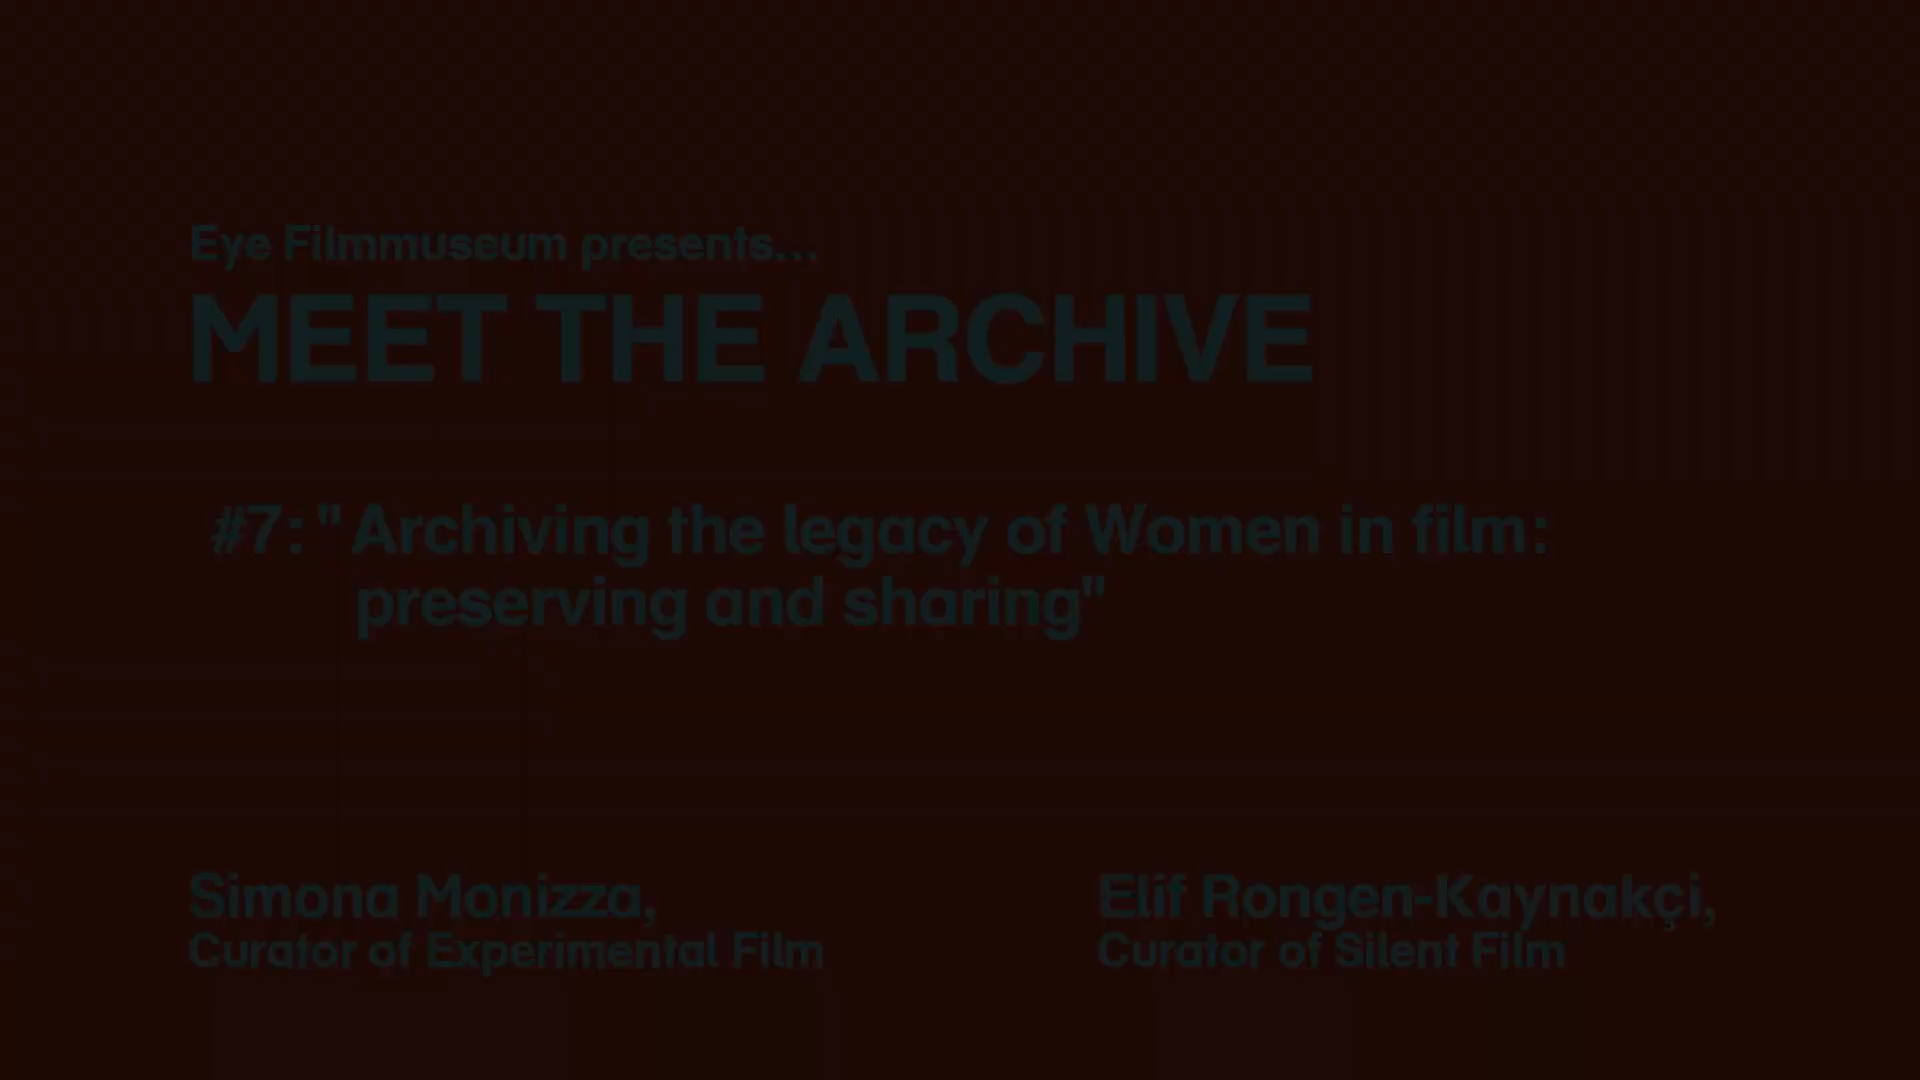 Eye Filmmuseum presents...
MEET THE ARCHIVE
#7: "Archiving the legacy of Women in film:
preserving and sharing"
Simona Monizza,
Curator of Experimental Film
Elif Rongen-Kaynakçi,
Curator of Silent Film